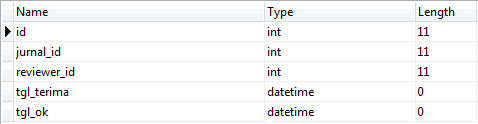 Name Type Length
id int 11
jurnal_id int 11
reviewer_id int 11
tgl_terima datetime 0
tgl_ok datetime 0